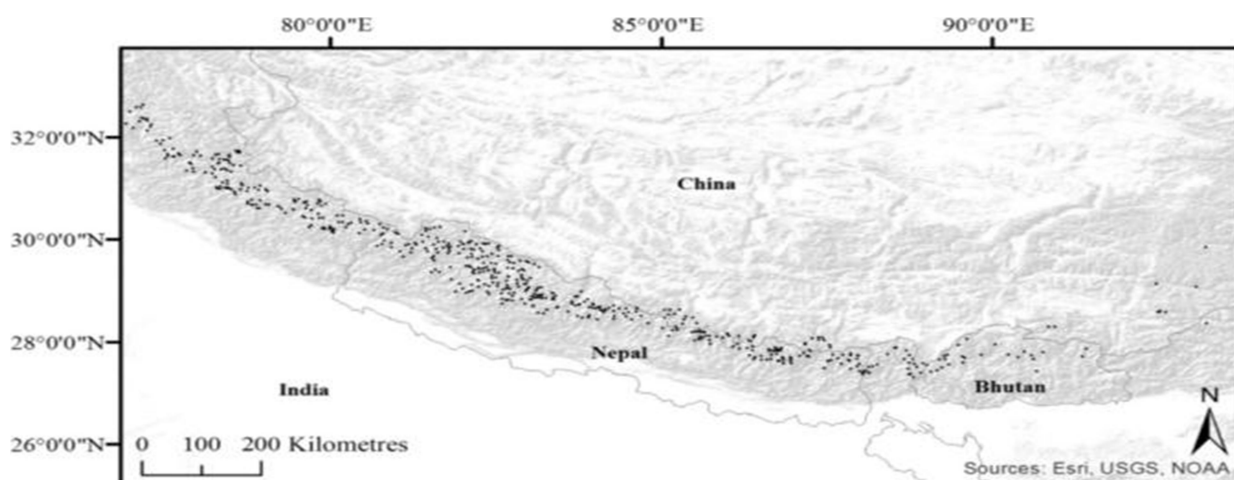 80°0'0"E 85°0'0"E 90°0'0"E
32°0'0"N
China
30°0'0"N
28°0'0"N
Nepal
Bhutan
India
N
0 100 200 Kilometres
26°0'0"N
Sources: Esri, USGS, NOAA